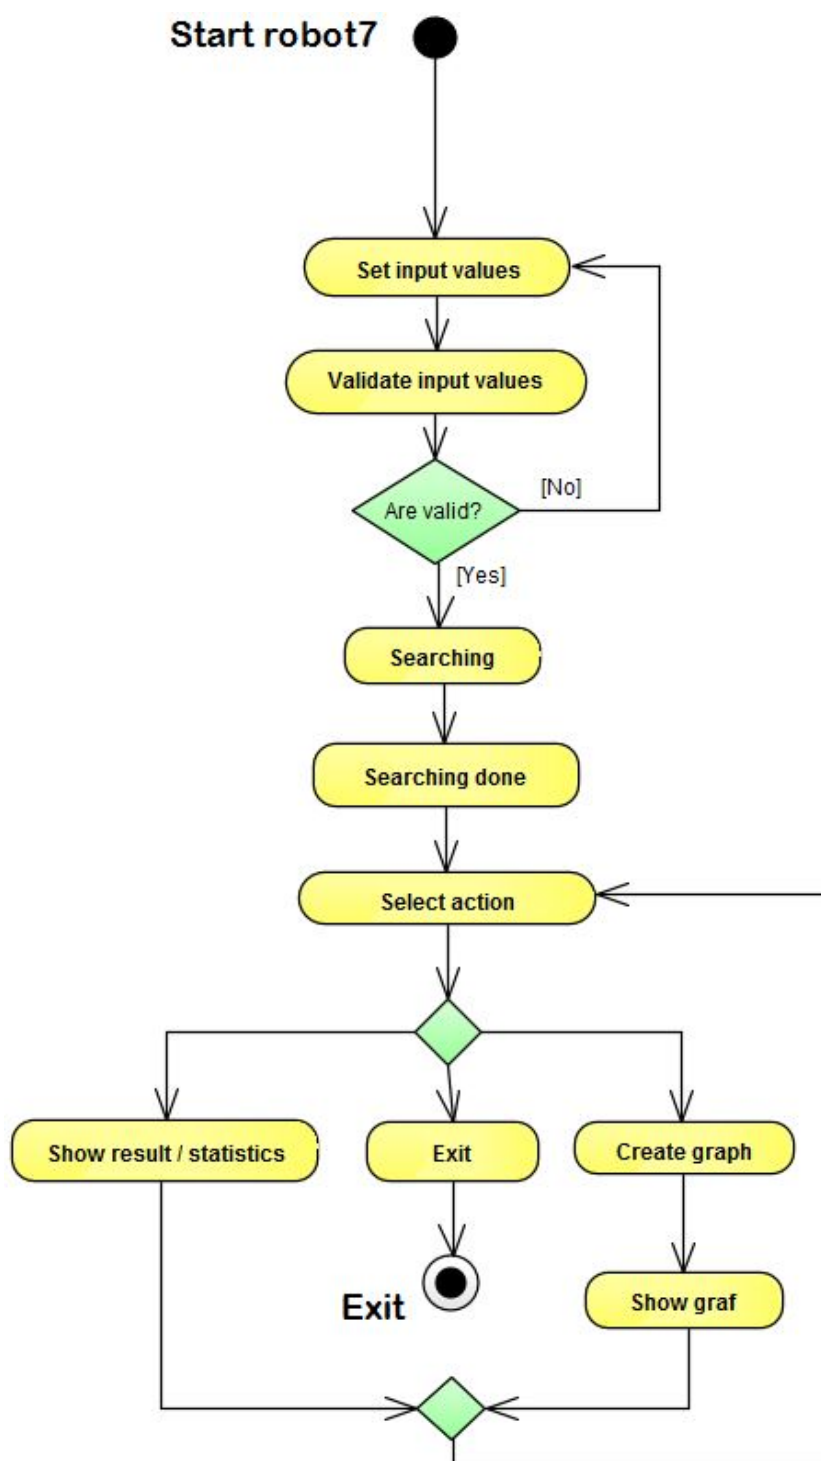 Start robot7
Set input values
Validate input values
Are valid?
[No]
[Yes]
Searching
Searching done
Select action
Show result / statistics
Exit
Create graph
Show graf
Exit